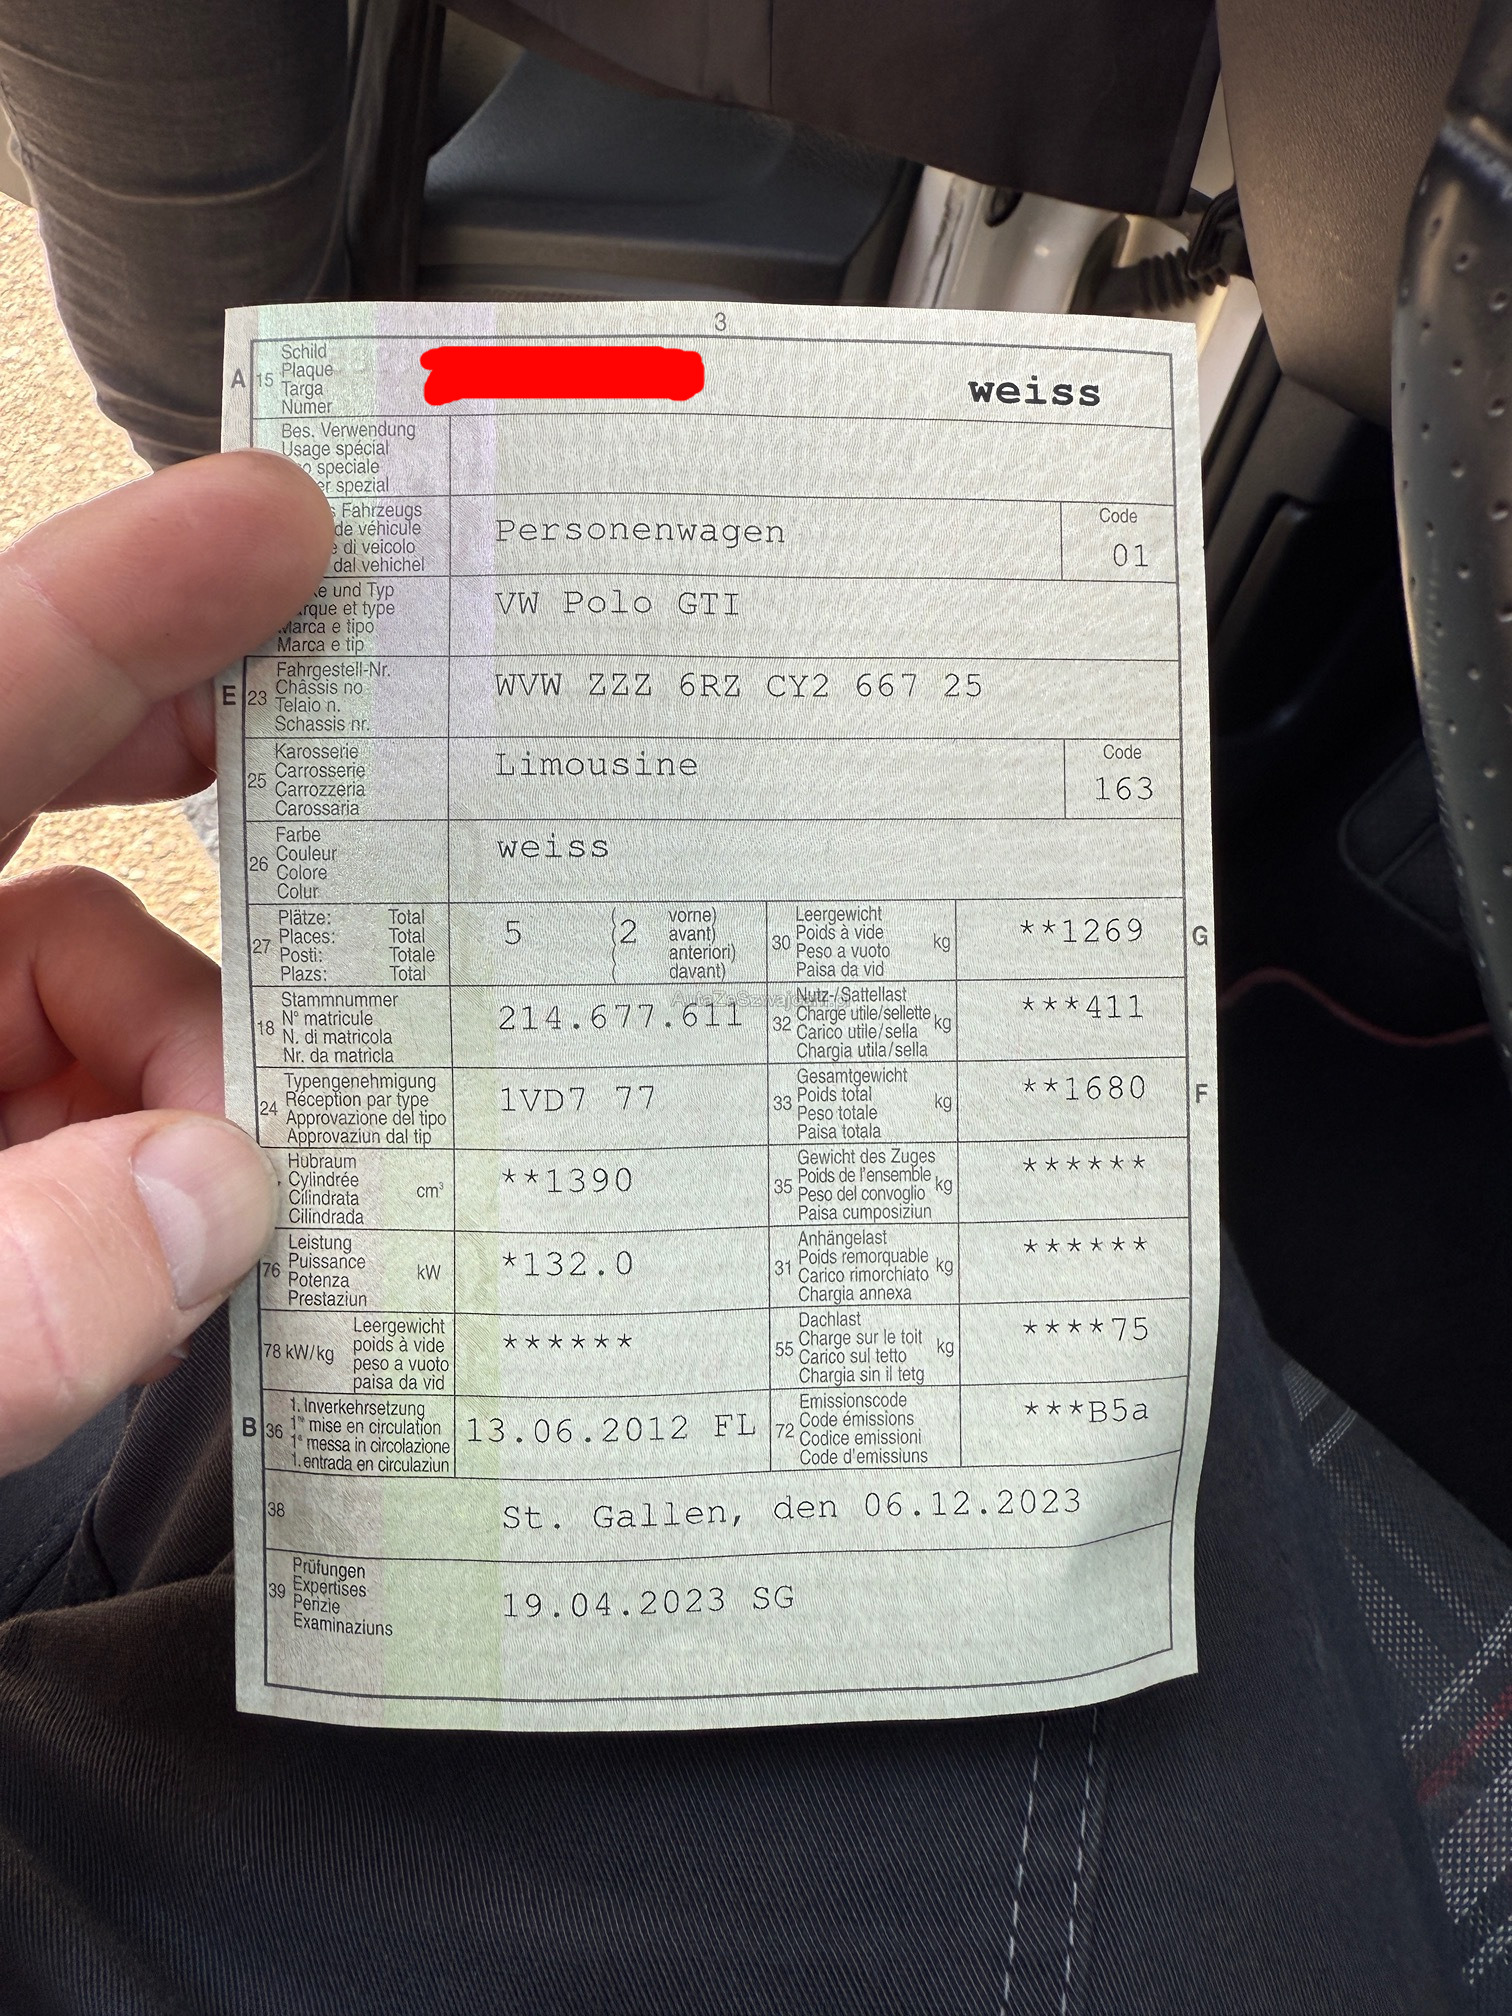 3
A 15 Schild
Plaque
Targa
Numer
weiss
Bes. Verwendung
Usage spécial
speciale
spezial
Fahrzeugs
de véhicule
di veicolo
dal vehichel
Personenwagen
Code
01
und Typ
et type
Marca e tipo
Marca e tip
VW Polo GTI
E 23 Fahrgestell-Nr.
Châssis no
Telaio n.
Schassis nr.
WVW ZZZ 6RZ CY2 667 25
25 Karosserie
Carrosserie
Carrozzeria
Carossaria
Limousine
Code
163
26 Farbe
Couleur
Colore
Colur
weiss
27 Plätze: Total
Places: Total
Posti: Totale
Plazs: Total
5 (2 vorne)
( avant)
( anteriori)
( davant)
30 Leergewicht
Poids à vide
Peso a vuoto
Paisa da vid
kg
**1269
G
18 Stammnummer
N° matricule
N. di matricola
Nr. da matricla
214.677.611
32 Nutz-/Sattellast
Charge utile/sellette
Carico utile/sella
Chargia utila/sella
kg
***411
24 Typengenehmigung
Réception par type
Approvazione del tipo
Approvaziun dal tip
1VD7 77
33 Gesamtgewicht
Poids total
Peso totale
Paisa totala
kg
**1680
F
Hubraum
Cylindrée
Cilindrata
Cilindrada
cm³
**1390
35 Gewicht des Zuges
Poids de l'ensemble
Peso del convoglio
Paisa cumposiziun
kg
******
76 Leistung
Puissance
Potenza
Prestaziun
kW
*132.0
31 Anhängelast
Poids remorquable
Carico rimorchiato
Chargia annexa
kg
******
78 kW/kg Leergewicht
poids à vide
peso a vuoto
paisa da vid
******
55 Dachlast
Charge sur le toit
Carico sul tetto
Chargia sin il tetg
kg
****75
B 36 1. Inverkehrsetzung
1re mise en circulation
1a messa in circolazione
1. entrada en circulaziun
13.06.2012 FL
72 Emissionscode
Code émissions
Codice emissioni
Code d'emissiuns
***B5a
38 St. Gallen, den 06.12.2023
39 Prüfungen
Expertises
Perizie
Examinaziuns
19.04.2023 SG